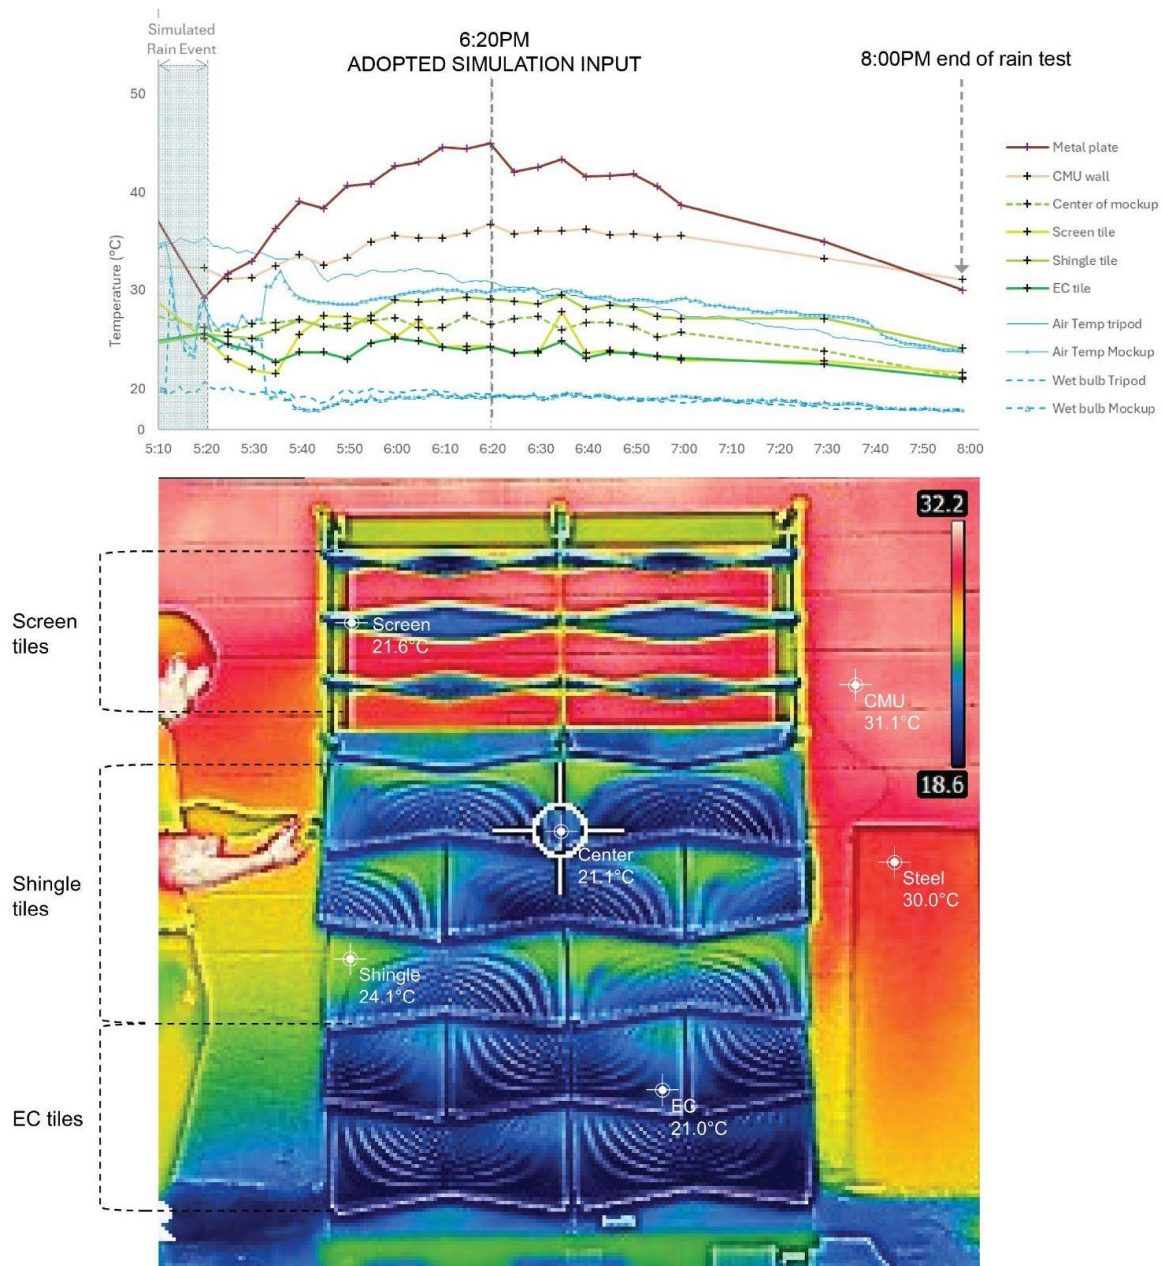 Simulated
Rain Event
6:20PM
ADOPTED SIMULATION INPUT
8:00PM end of rain test
Temperature (°C)
50
40
30
20
0
5:10
5:20
5:30
5:40
5:50
6:00
6:10
6:20
6:30
6:40
6:50
7:00
7:10
7:20
7:30
7:40
7:50
8:00
Metal plate
CMU wall
Center of mockup
Screen tile
Shingle tile
EC tile
Air Temp tripod
Air Temp Mockup
Wet bulb Tripod
Wet bulb Mockup
Screen
tiles
Shingle
tiles
EC tiles
32.2
18.6
Screen
21.6°C
CMU
31.1°C
Center
21.1°C
Steel
30.0°C
Shingle
24.1°C
EC
21.0°C